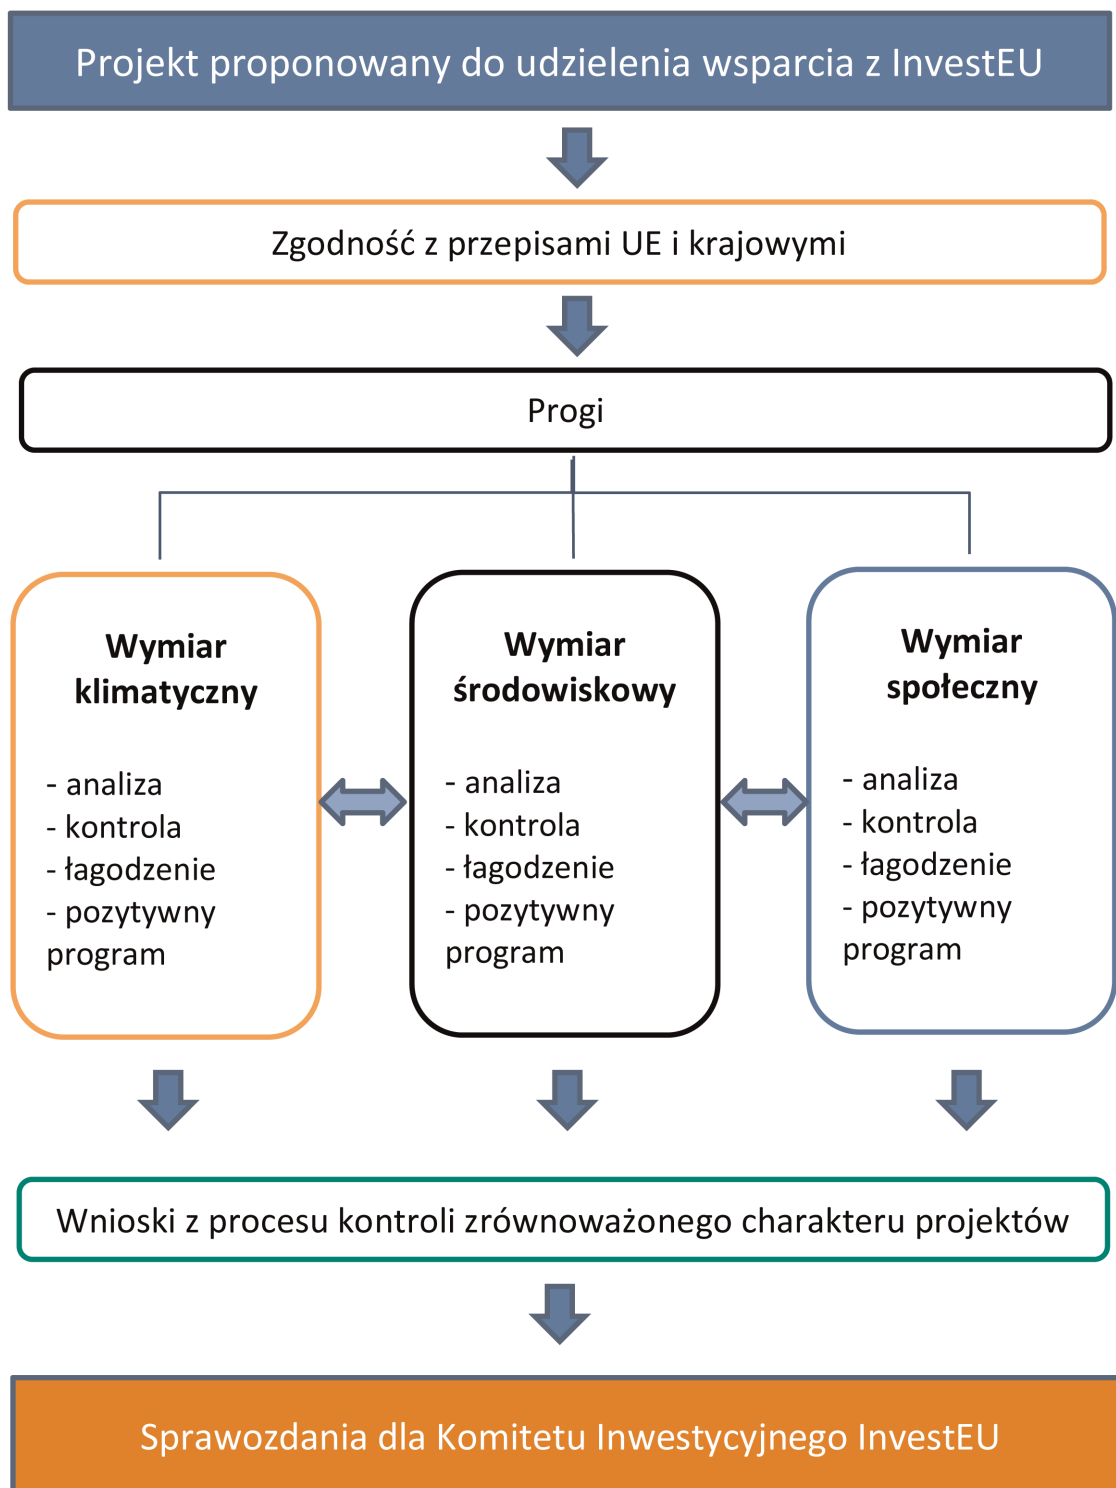 Projekt proponowany do udzielenia wsparcia z InvestEU
Zgodność z przepisami UE i krajowymi
Progi
Wymiar
klimatyczny
- analiza
- kontrola
- łagodzenie
- pozytywny
program
Wymiar
środowiskowy
- analiza
- kontrola
- łagodzenie
- pozytywny
program
Wymiar
społeczny
- analiza
- kontrola
- łagodzenie
- pozytywny
program
Wnioski z procesu kontroli zrównoważonego charakteru projektów
Sprawozdania dla Komitetu Inwestycyjnego InvestEU